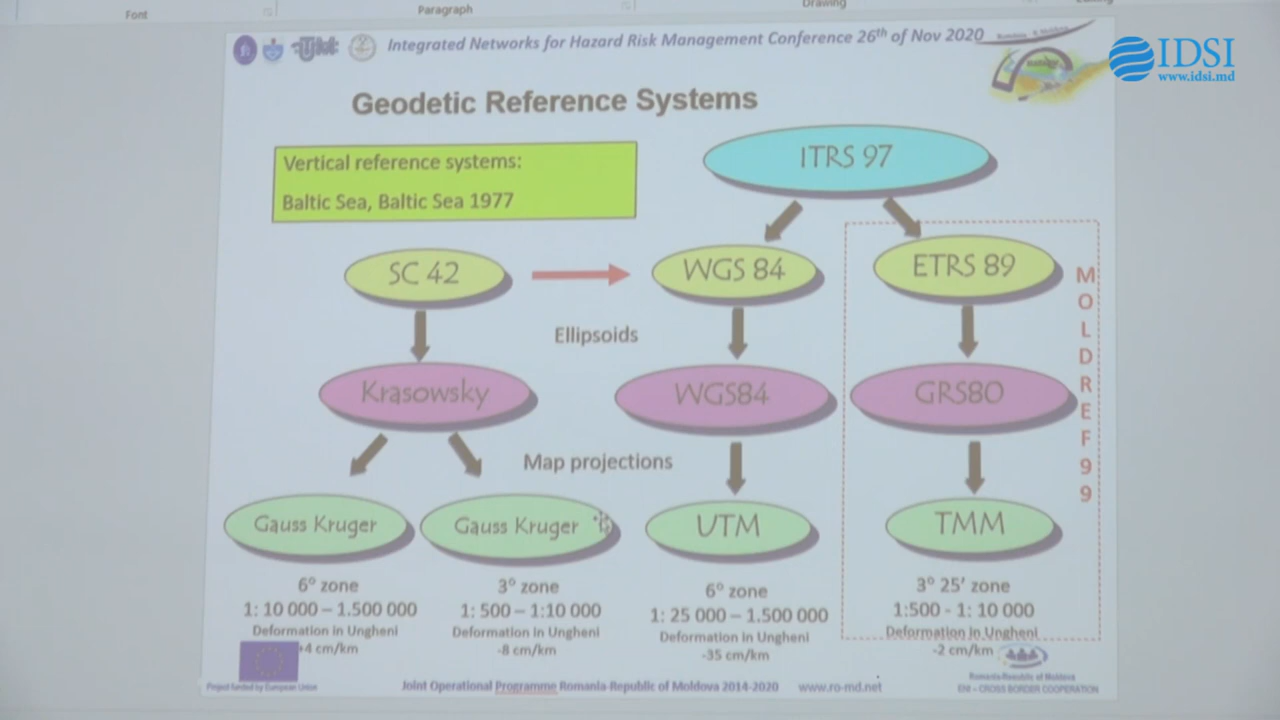 Font
Paragraph
Drawing
Integrated Networks for Hazard Risk Management Conference 26th of Nov 2020
IDSI
www.idsi.md
Geodetic Reference Systems
Vertical reference systems:
Baltic Sea, Baltic Sea 1977
ITRS 97
SC 42
WGS 84
ETRS 89
MOLDREF99
Ellipsoids
Krasowsky
WGS84
GRS80
Map projections
Gauss Kruger
Gauss Kruger
UTM
TMM
6° zone
1: 10 000 – 1.500 000
Deformation in Ungheni
+4 cm/km
3° zone
1: 500 – 1:10 000
Deformation in Ungheni
-8 cm/km
6° zone
1: 25 000 – 1.500 000
Deformation in Ungheni
-35 cm/km
3° 25' zone
1:500 - 1: 10 000
Deformation in Ungheni
-2 cm/km
Project funded by European Union
Joint Operational Programme Romania-Republic of Moldova 2014-2020
www.ro-md.net
Romania-Republic of Moldova
ENI – CROSS BORDER COOPERATION